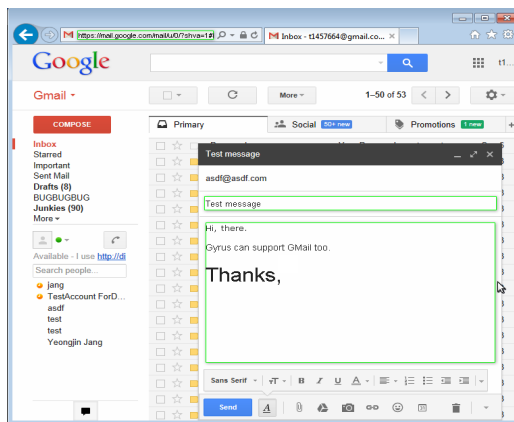 https://mail.google.com/mail/u/0/?shva=1#i
Inbox - t1457664@gmail.co...
Google
t1...
Gmail
More
1–50 of 53
COMPOSE
Primary
Social 50+ new
Promotions 1 new
Inbox
Starred
Important
Sent Mail
Drafts (8)
BUGBUGBUG
Junkies (90)
More
Available - I use http://di
Search people...
jang
TestAccount ForD...
asdf
test
test
Yeongjin Jang
Test message
asdf@asdf.com
Test message
Hi, there.
Gyrus can support GMail too.
Thanks,
Sans Serif
Send